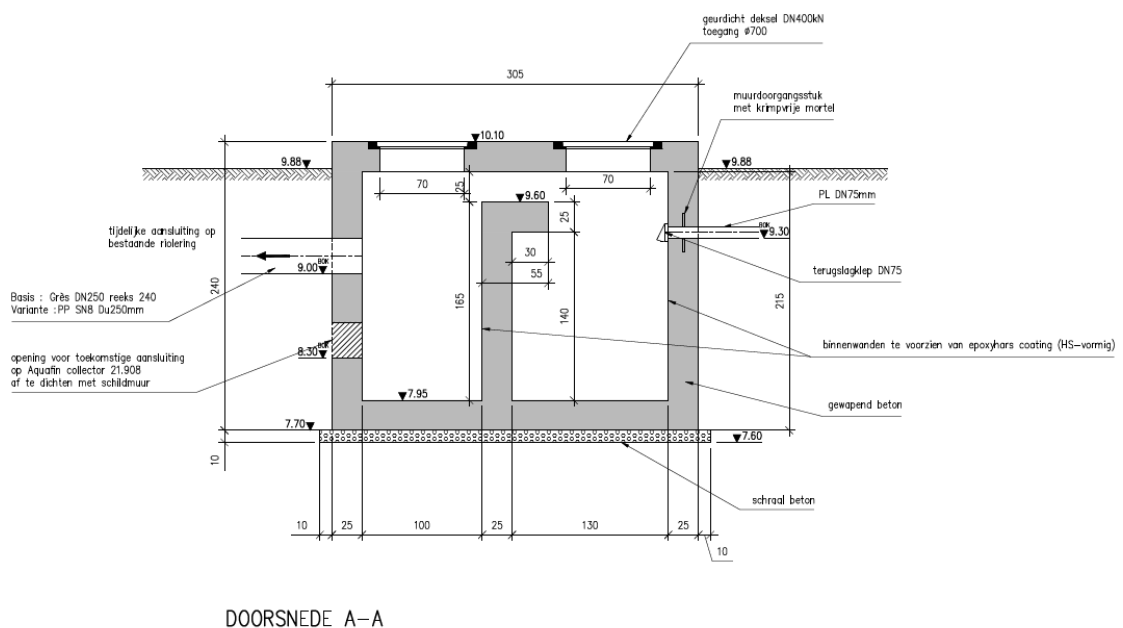 geurdicht deksel DN400kN
toegang ø700
305
muurdoorgangsstuk
met krimpvrije mortel
10.10
9.88
9.88
70
25
70
9.60
25
PL DN75mm
BOK
9.30
tijdelijke aansluiting op
bestaande riolering
30
55
BOK
9.00
terugslagklep DN75
240
165
140
215
Basis : Grès DN250 reeks 240
Variante :PP SN8 Du250mm
BOK
8.30
binnenwanden te voorzien van epoxyhars coating (HS-vormig)
opening voor toekomstige aansluiting
op Aquafin collector 21.908
af te dichten met schildmuur
7.95
gewapend beton
7.70
7.60
10
schraal beton
10
25
100
25
130
25
10
DOORSNEDE A-A